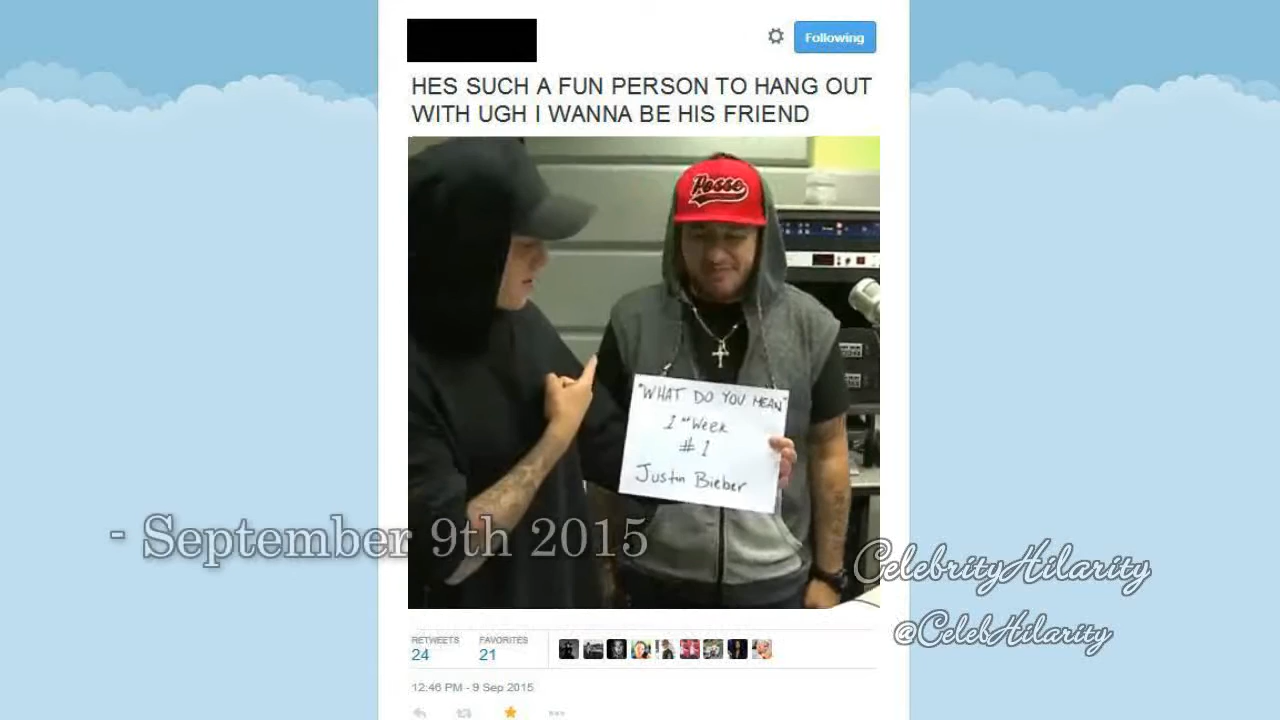 Following
HES SUCH A FUN PERSON TO HANG OUT
WITH UGH I WANNA BE HIS FRIEND
Posse
"WHAT DO YOU MEAN"
1st Week
#1
Justin Bieber
- September 9th 2015
CelebrityHilarity
@CelebHilarity
RETWEETS FAVORITES
24 21
12:46 PM - 9 Sep 2015